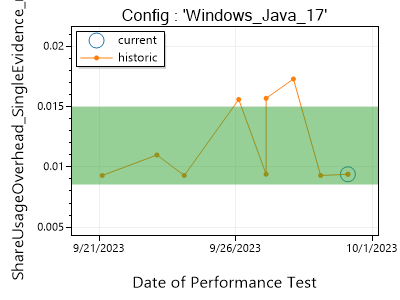 Config : 'Windows_Java_17'
current
historic
ShareUsageOverhead_SingleEvidence_
0.02
0.015
0.01
0.005
9/21/2023
9/26/2023
10/1/2023
Date of Performance Test